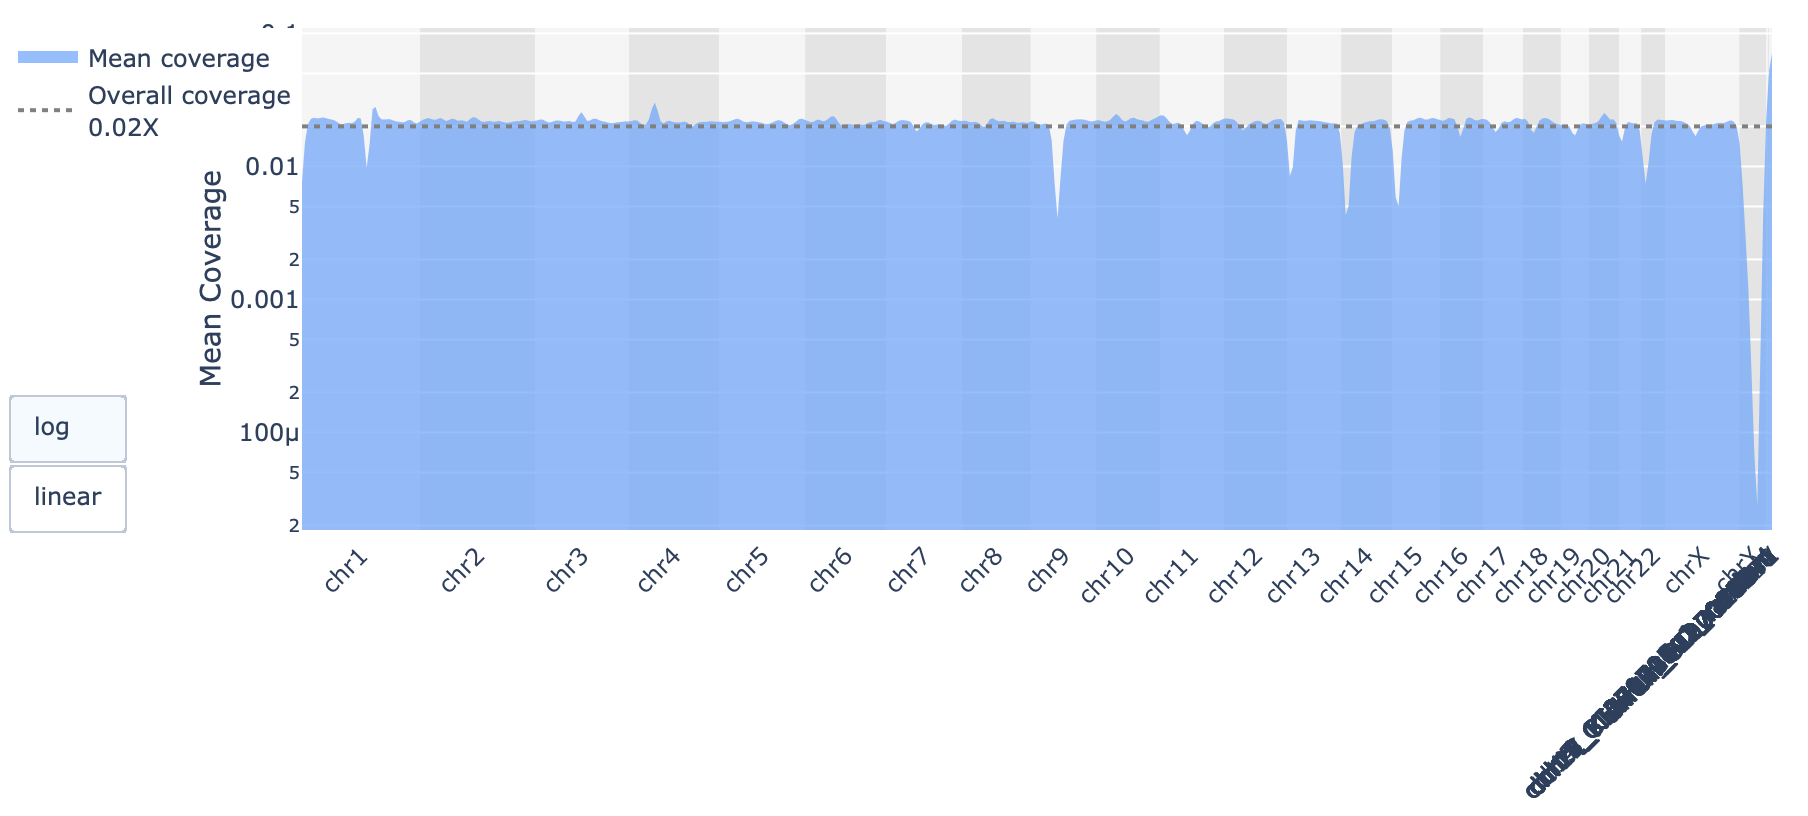 Mean coverage
Overall coverage
0.02X
Mean Coverage
0.01
5
2
0.001
5
2
100μ
5
2
log
linear
chr1
chr2
chr3
chr4
chr5
chr6
chr7
chr8
chr9
chr10
chr11
chr12
chr13
chr14
chr15
chr16
chr17
chr18
chr19
chr20
chr21
chr22
chrX